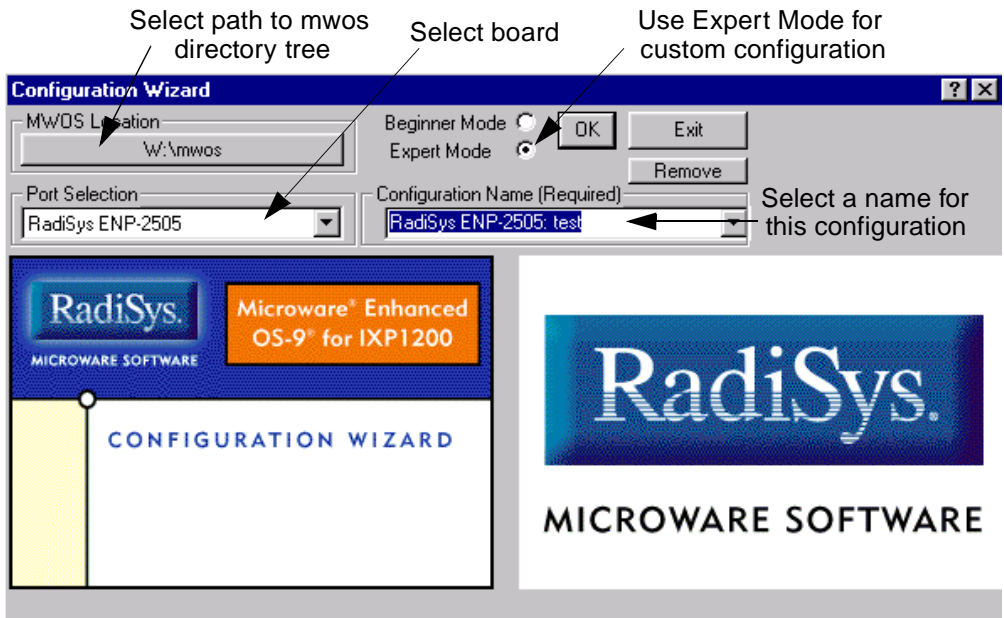 Select path to mwos
directory tree
Select board
Use Expert Mode for
custom configuration
Configuration Wizard
MWOS Location
W:\mwos
Beginner Mode
Expert Mode
OK
Exit
Remove
Port Selection
RadiSys ENP-2505
Configuration Name (Required)
RadiSys ENP-2505: test
Select a name for
this configuration
RadiSys.
MICROWARE SOFTWARE
Microware® Enhanced
OS-9® for IXP1200
CONFIGURATION WIZARD
RadiSys.
MICROWARE SOFTWARE